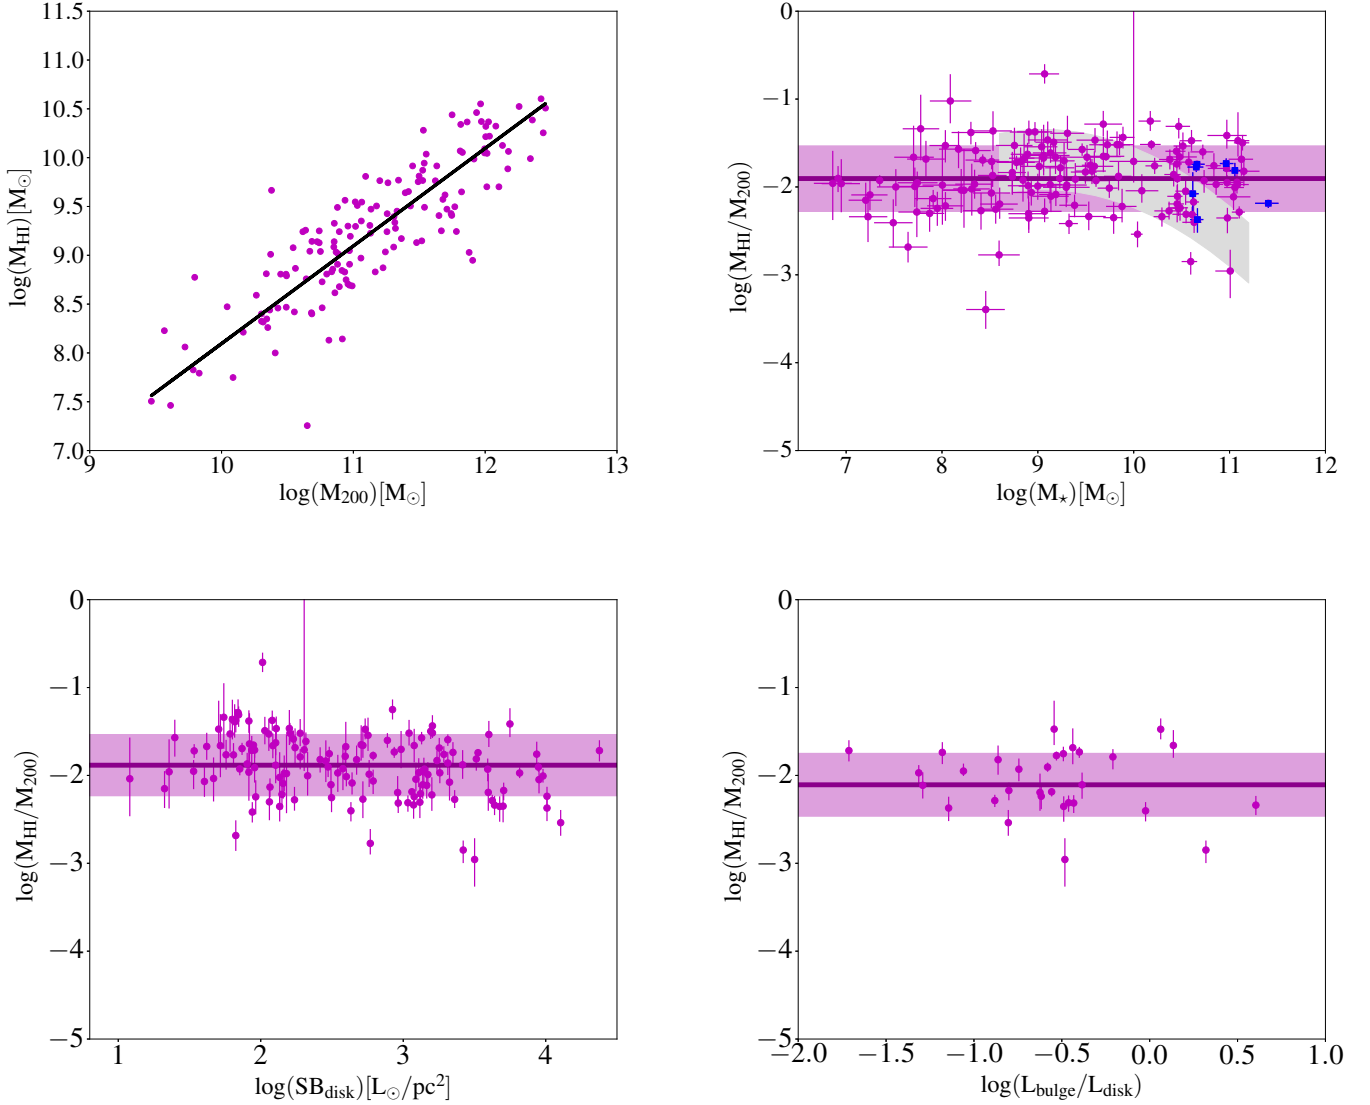 11.5
11.0
10.5
10.0
9.5
9.0
8.5
8.0
7.5
7.0
log(M_HI)[M_⊙]
9 10 11 12 13
log(M_200)[M_⊙]
0
−1
−2
−3
−4
−5
log(M_HI/M_200)
7 8 9 10 11 12
log(M_⋆)[M_⊙]
0
−1
−2
−3
−4
−5
log(M_HI/M_200)
1 2 3 4
log(SB_disk)[L_⊙/pc²]
0
−1
−2
−3
−4
−5
log(M_HI/M_200)
−2.0 −1.5 −1.0 −0.5 0.0 0.5 1.0
log(L_bulge/L_disk)